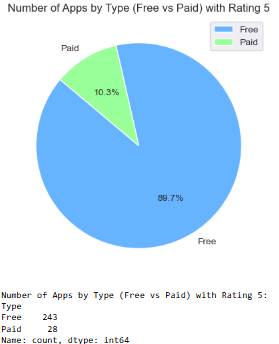 Number of Apps by Type (Free vs Paid) with Rating 5
Free
Paid
Paid
10.3%
89.7%
Free
Number of Apps by Type (Free vs Paid) with Rating 5:
Type
Free    243
Paid     28
Name: count, dtype: int64